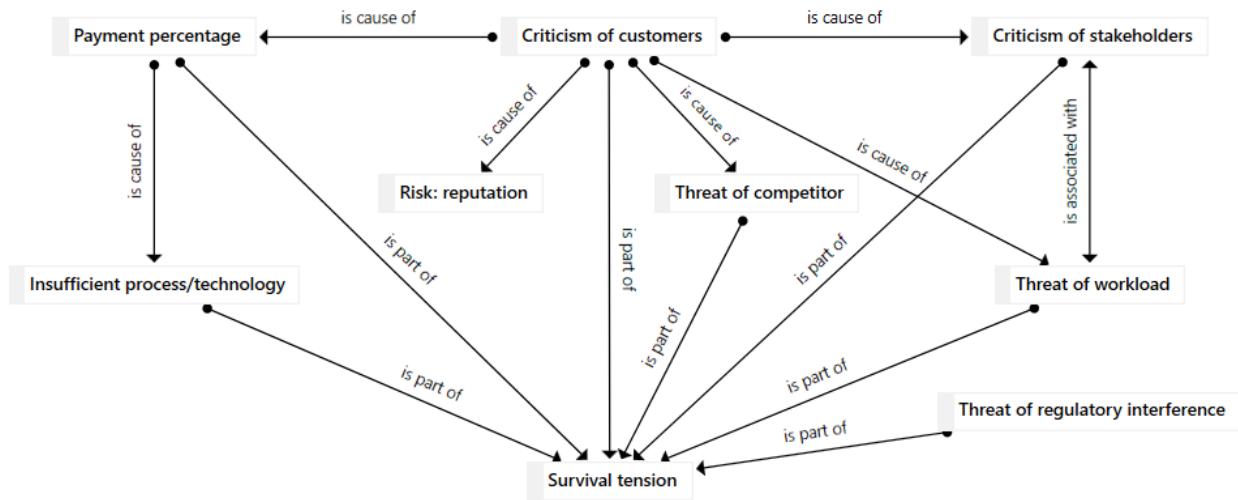 is cause of
is cause of
Payment percentage
Criticism of customers
Criticism of stakeholders
is cause of
is cause of
is cause of
is cause of
is associated with
Risk: reputation
Threat of competitor
is part of
is part of
is part of
Insufficient process/technology
Threat of workload
is part of
is part of
is part of
Threat of regulatory interference
is part of
Survival tension